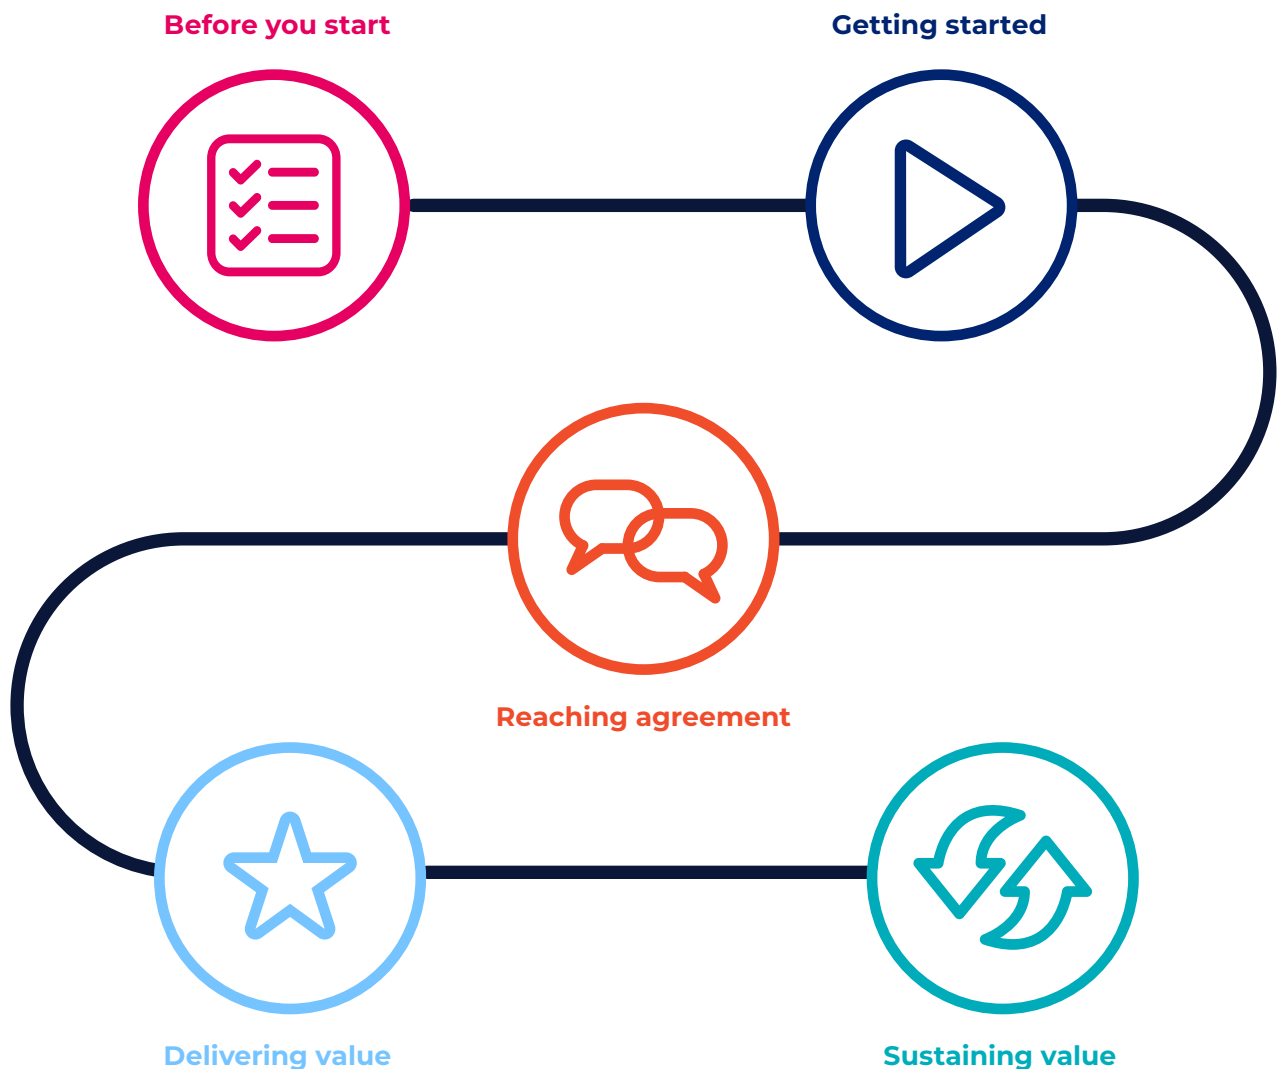 Before you start
Getting started
Reaching agreement
Delivering value
Sustaining value